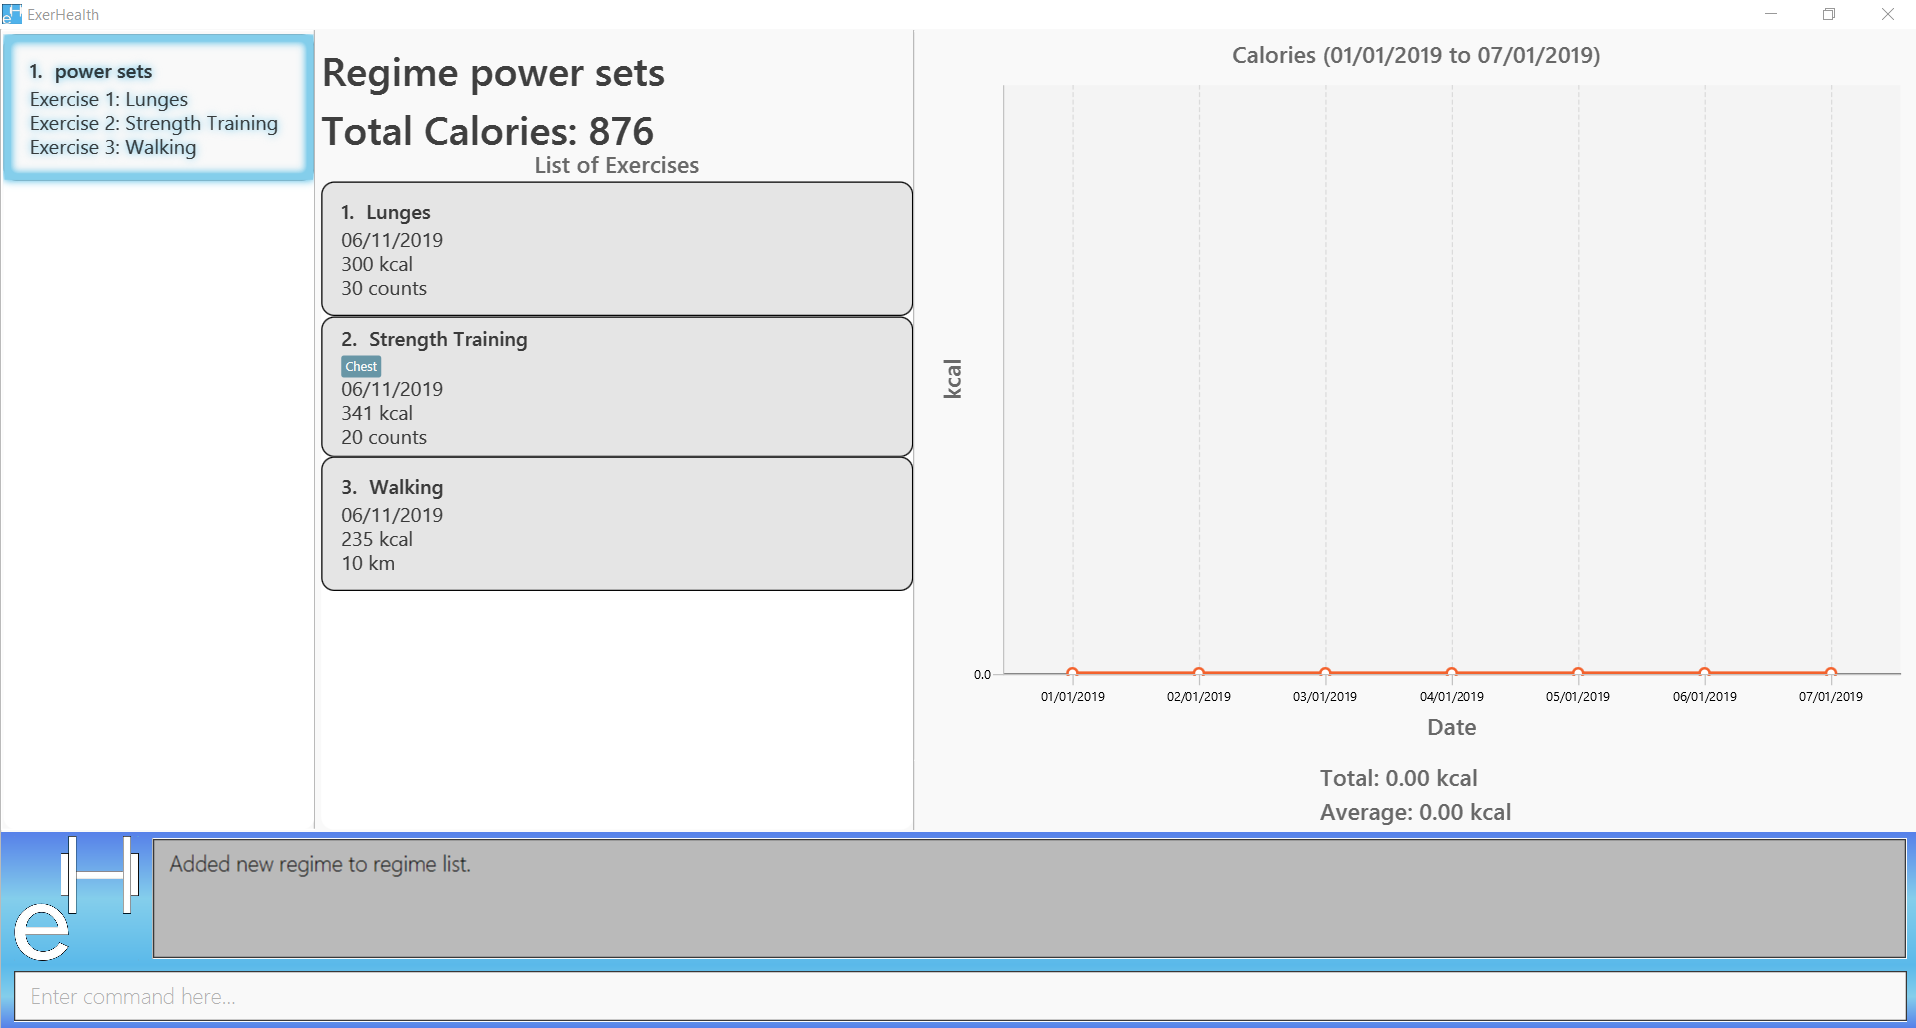 eH ExerHealth
1. power sets
Exercise 1: Lunges
Exercise 2: Strength Training
Exercise 3: Walking
Regime power sets
Total Calories: 876
List of Exercises
1. Lunges
06/11/2019
300 kcal
30 counts
2. Strength Training
Chest
06/11/2019
341 kcal
20 counts
3. Walking
06/11/2019
235 kcal
10 km
Calories (01/01/2019 to 07/01/2019)
kcal
0.0
01/01/2019 02/01/2019 03/01/2019 04/01/2019 05/01/2019 06/01/2019 07/01/2019
Date
Total: 0.00 kcal
Average: 0.00 kcal
eH
Added new regime to regime list.
Enter command here...